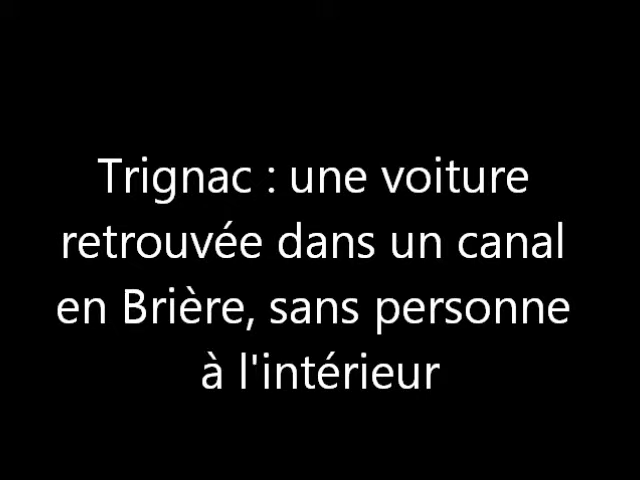 Trignac : une voiture
retrouvée dans un canal
en Brière, sans personne
à l'intérieur